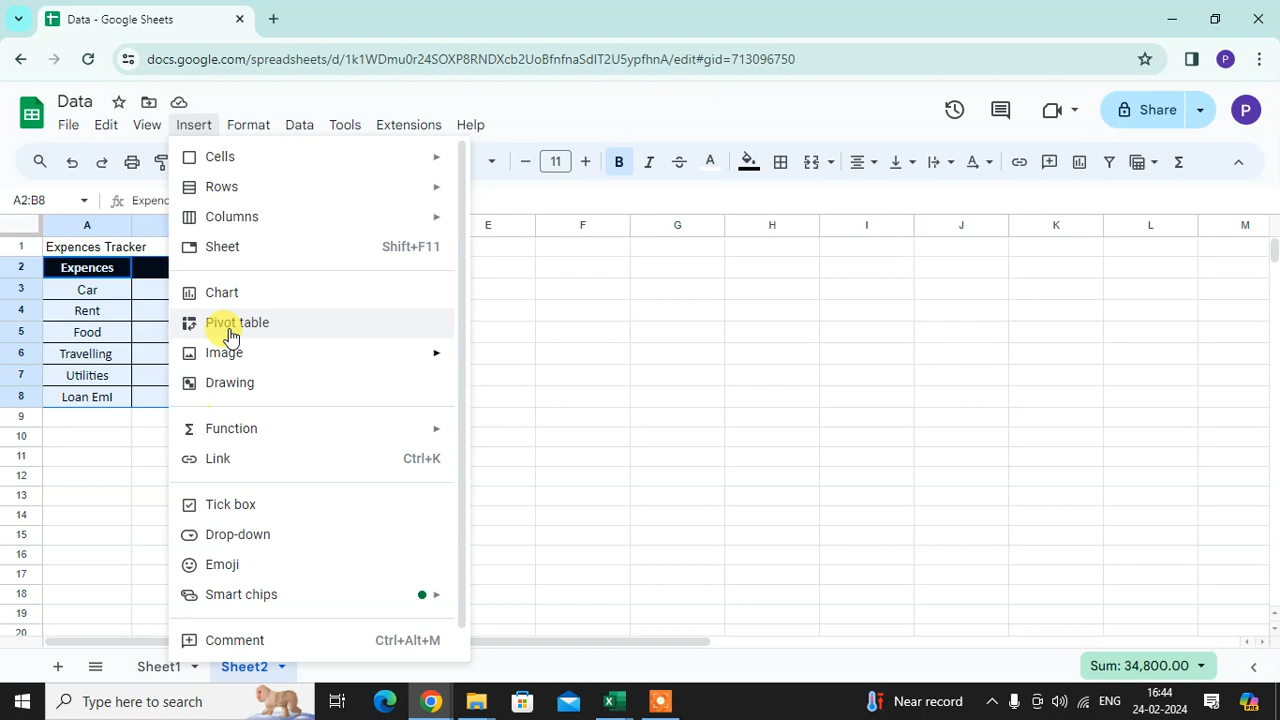 Data - Google Sheets
docs.google.com/spreadsheets/d/1k1WDmu0r24SOXP8RNDXcb2UoBfnfnaSdIT2U5ypfhnA/edit#gid=713096750
Data
File Edit View Insert Format Data Tools Extensions Help
Share P
11 B I A
A2:B8 fx Expenc
A E F G H I J K L M
1 Expences Tracker
2 Expences
3 Car
4 Rent
5 Food
6 Travelling
7 Utilities
8 Loan EmI
9
10
11
12
13
14
15
16
17
18
19
20
Cells
Rows
Columns
Sheet Shift+F11
Chart
Pivot table
Image
Drawing
Function
Link Ctrl+K
Tick box
Drop-down
Emoji
Smart chips
Comment Ctrl+Alt+M
Sheet1 Sheet2 Sum: 34,800.00
Type here to search
Near record
ENG
16:44
24-02-2024